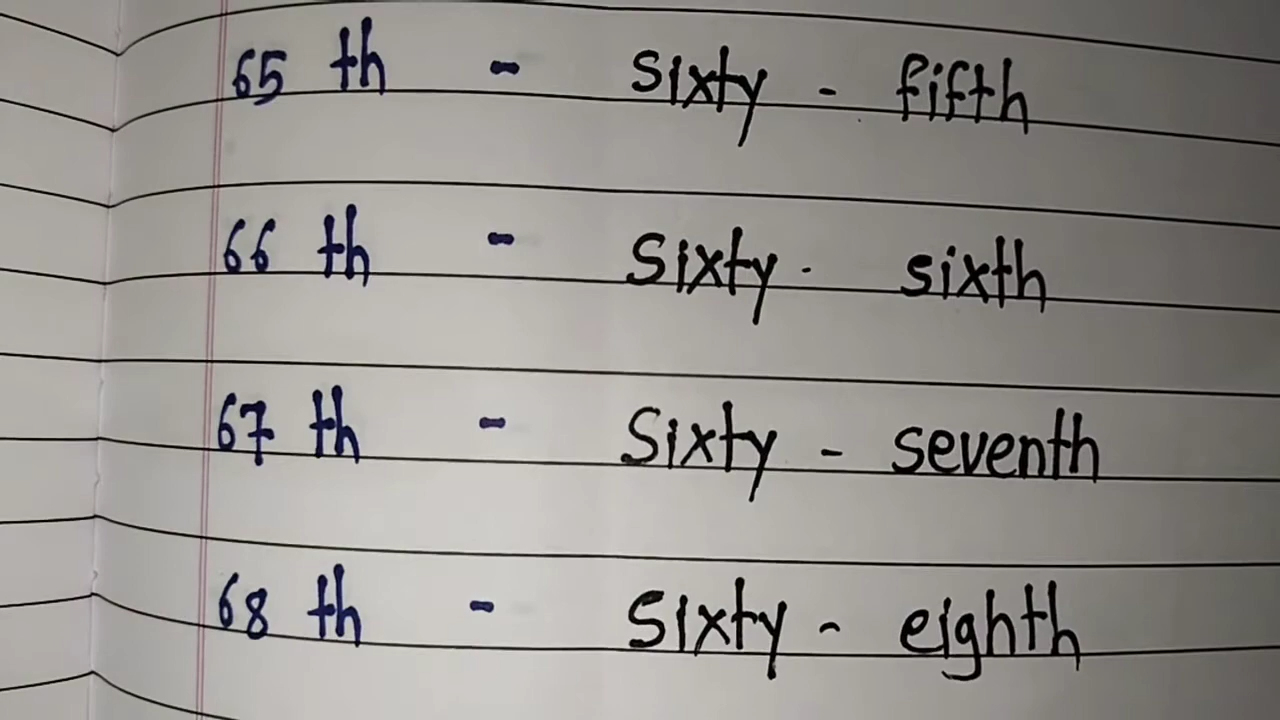 65 th - Sixty - fifth
66 th - Sixty - sixth
67 th - Sixty - seventh
68 th - Sixty - eighth